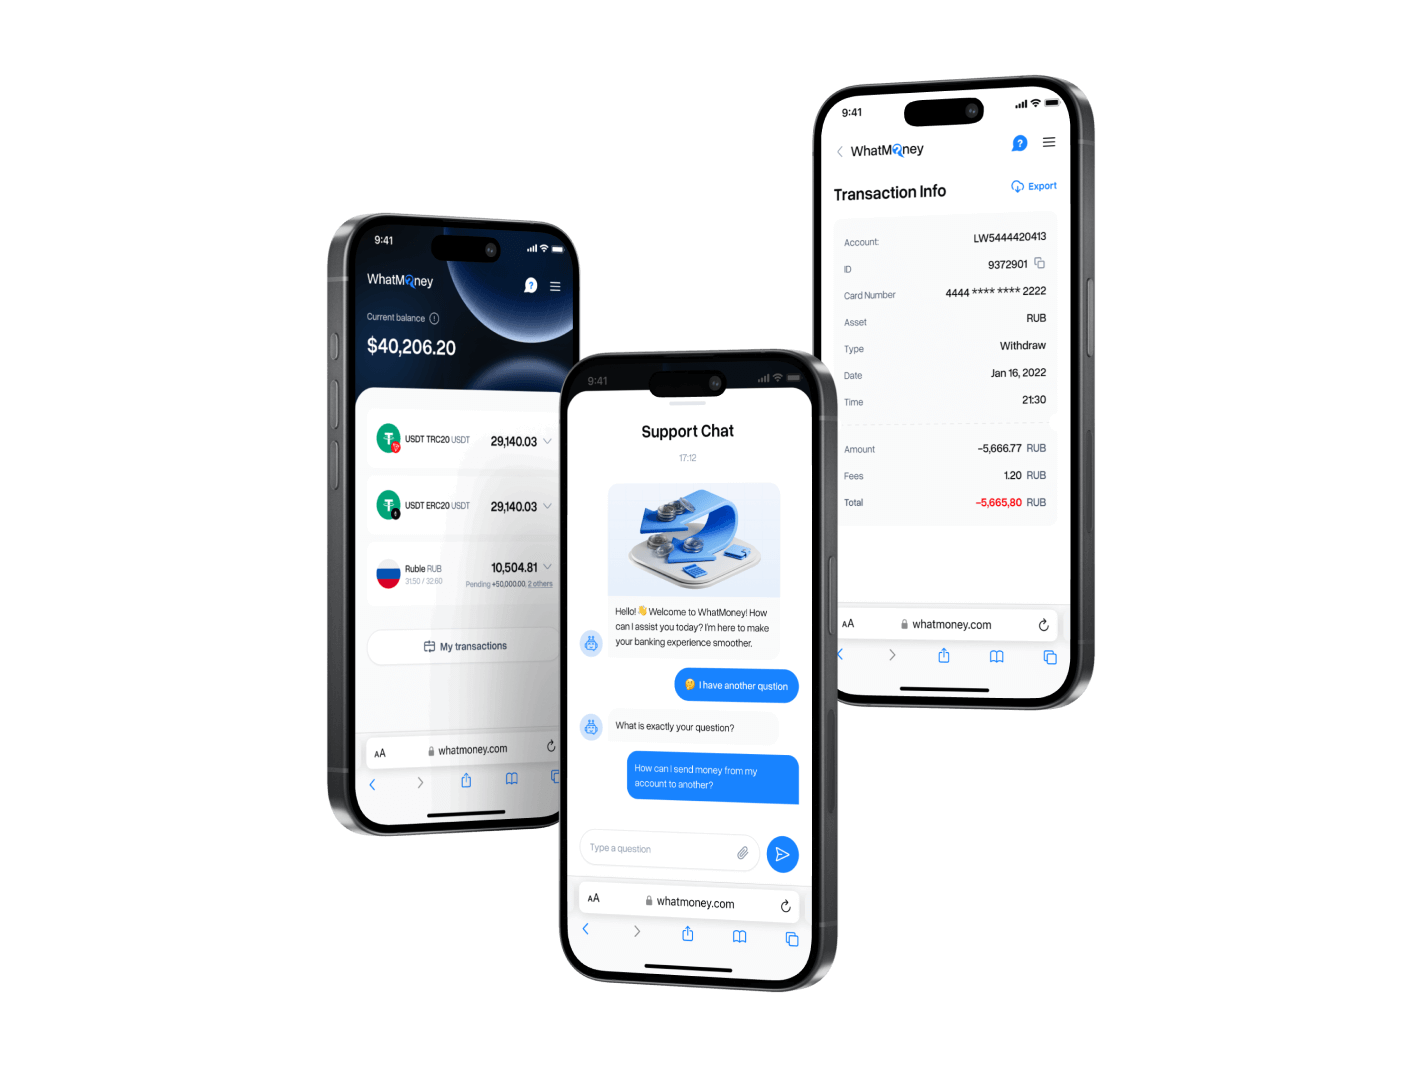 9:41
WhatMoney
?
Current balance
$40,206.20
USDT TRC20 USDT 29,140.03
USDT ERC20 USDT 29,140.03
Ruble RUB 10,504.81
31.50 / 32.60 Pending +50,000.00, 2 others
My transactions
AA whatmoney.com
9:41
Support Chat
17:12
Hello! 👋 Welcome to WhatMoney! How
can I assist you today? I'm here to make
your banking experience smoother.
🤔 I have another qustion
What is exactly your question?
How can I send money from my
account to another?
Type a question
AA whatmoney.com
9:41
WhatMoney
?
Transaction Info Export
Account: LW5444420413
ID 9372901
Card Number 4444 **** **** 2222
Asset RUB
Type Withdraw
Date Jan 16, 2022
Time 21:30
Amount −5,666.77 RUB
Fees 1.20 RUB
Total −5,665,80 RUB
AA whatmoney.com